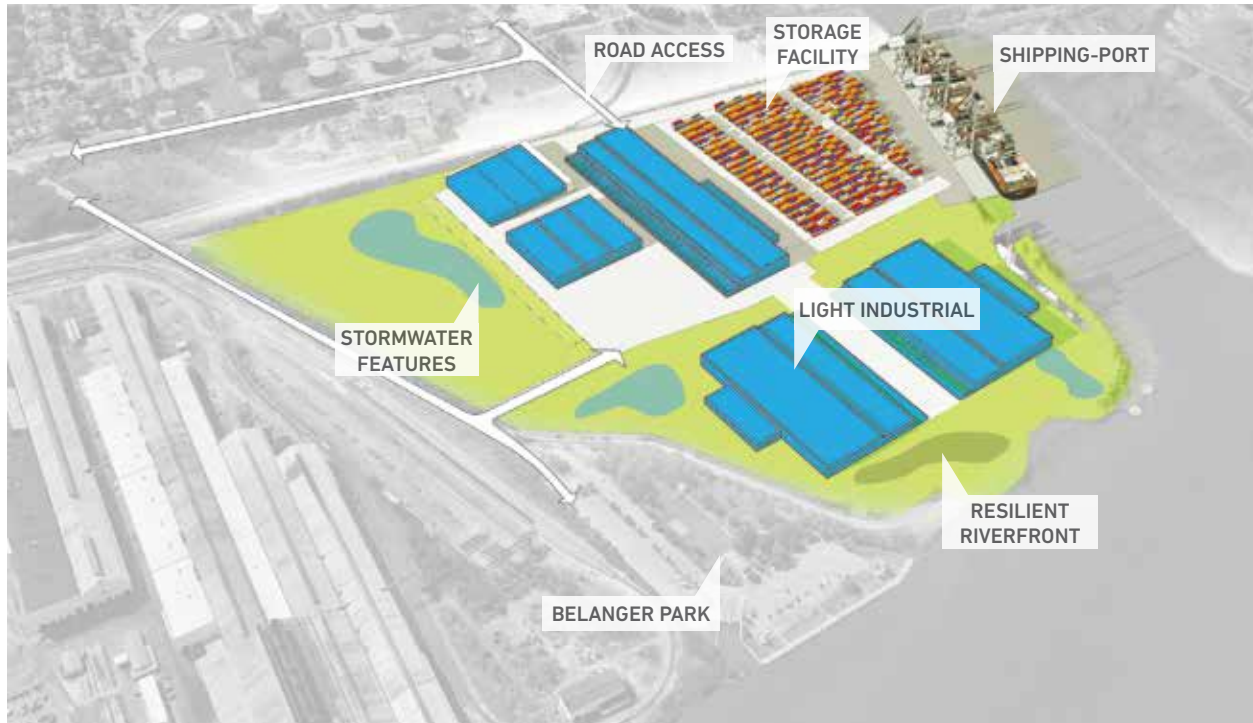 ROAD ACCESS
STORAGE
FACILITY
SHIPPING-PORT
LIGHT INDUSTRIAL
STORMWATER
FEATURES
RESILIENT
RIVERFRONT
BELANGER PARK